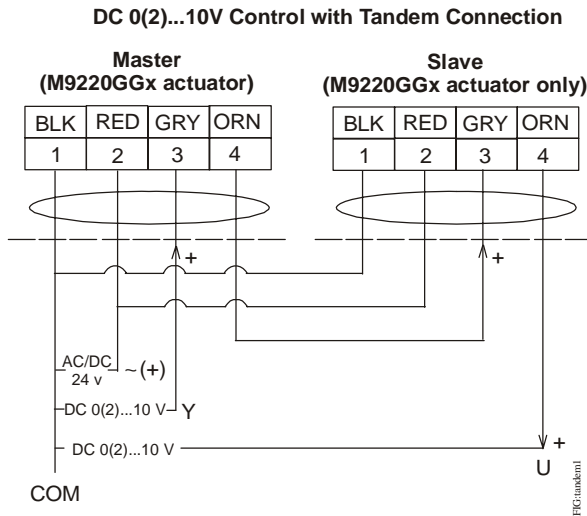 DC 0(2)...10V Control with Tandem Connection
Master
(M9220GGx actuator)
BLK RED GRY ORN
1 2 3 4
Slave
(M9220GGx actuator only)
BLK RED GRY ORN
1 2 3 4
+
+
AC/DC
24 v
~ (+)
DC 0(2)...10 V
Y
DC 0(2)...10 V
+
U
COM
FIG:tandem1